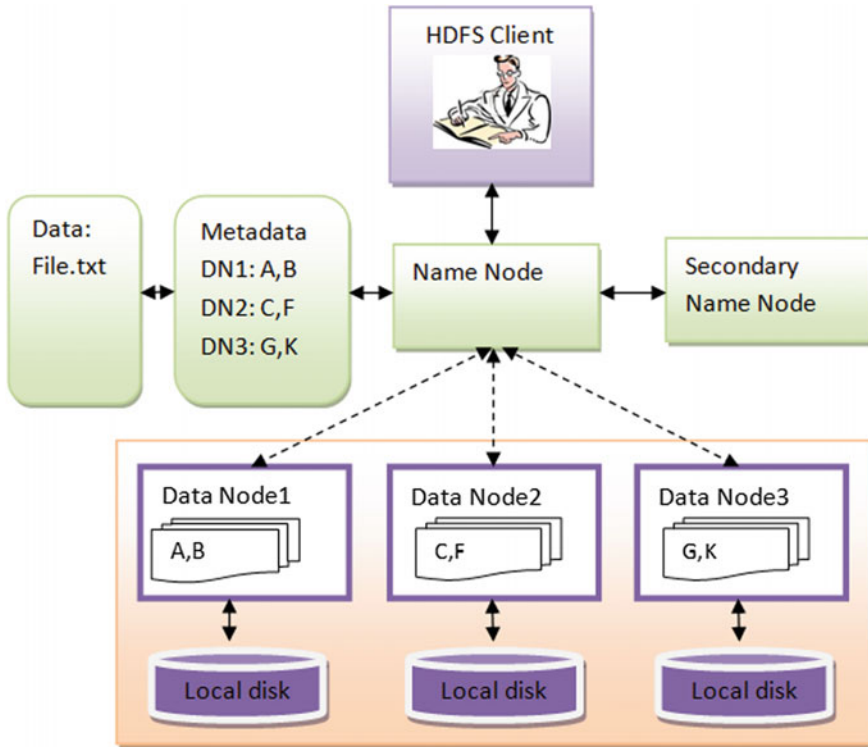 HDFS Client
Data:
File.txt
Metadata
DN1: A,B
DN2: C,F
DN3: G,K
Name Node
Secondary
Name Node
Data Node1
A,B
Data Node2
C,F
Data Node3
G,K
Local disk
Local disk
Local disk